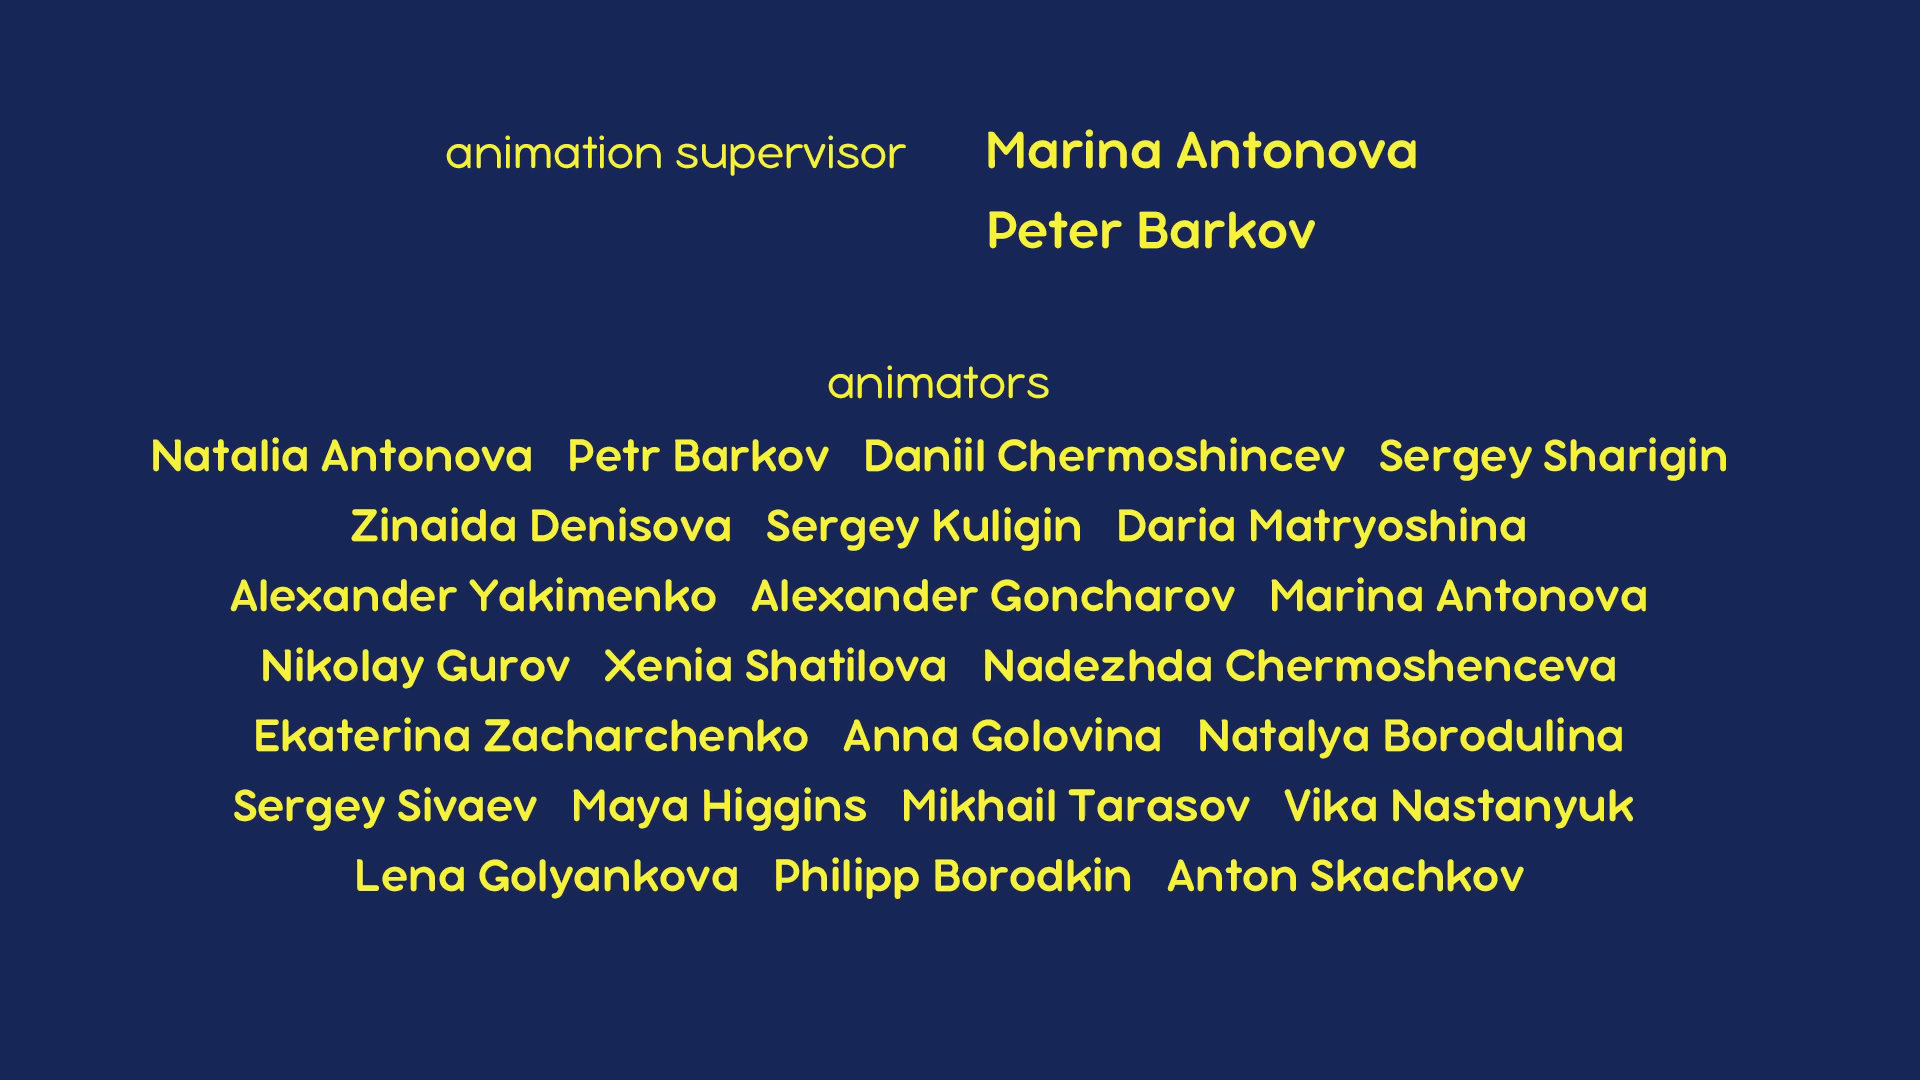 animation supervisor Marina Antonova
Peter Barkov
animators
Natalia Antonova Petr Barkov Daniil Chermoshincev Sergey Sharigin
Zinaida Denisova Sergey Kuligin Daria Matryoshina
Alexander Yakimenko Alexander Goncharov Marina Antonova
Nikolay Gurov Xenia Shatilova Nadezhda Chermoshenceva
Ekaterina Zacharchenko Anna Golovina Natalya Borodulina
Sergey Sivaev Maya Higgins Mikhail Tarasov Vika Nastanyuk
Lena Golyankova Philipp Borodkin Anton Skachkov